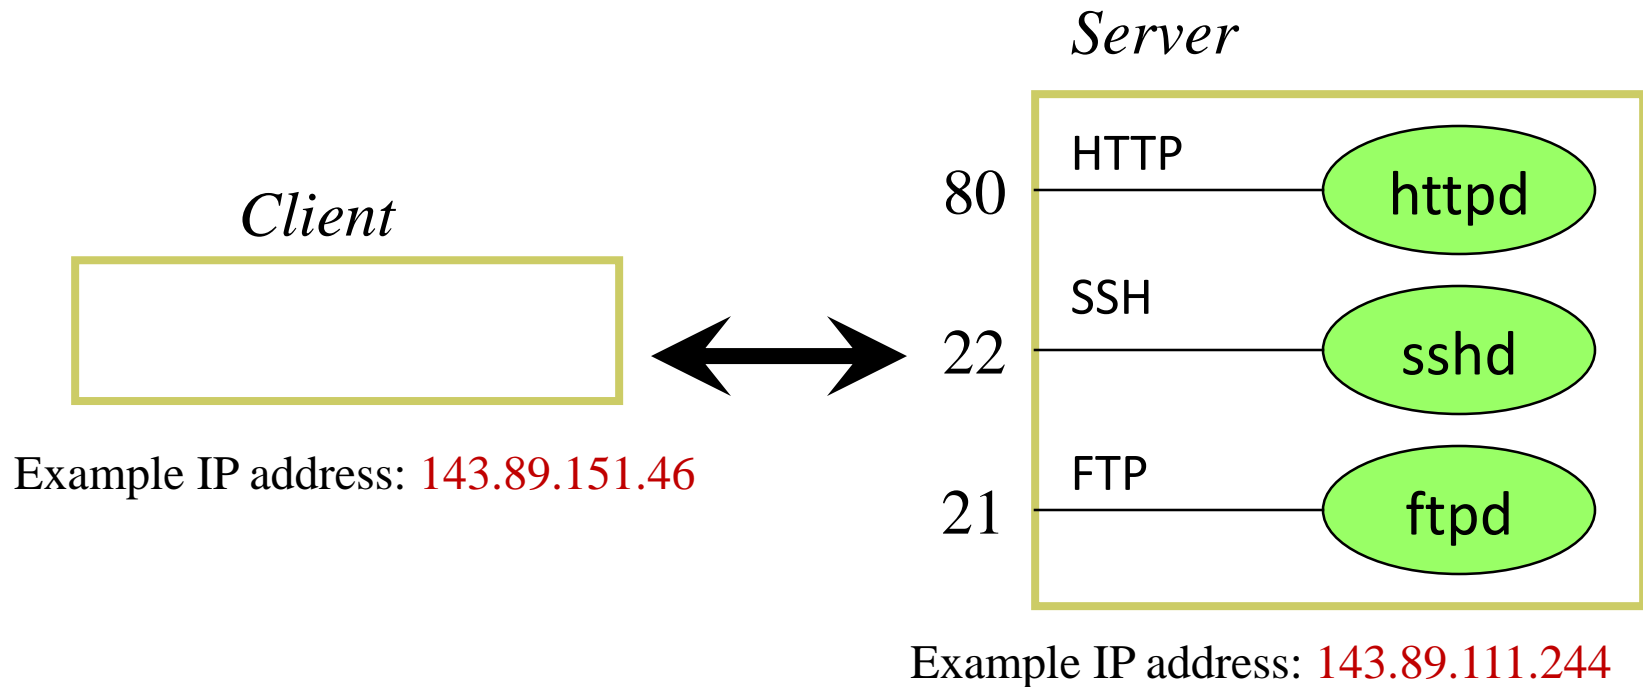 Server
Client
80
HTTP
httpd
22
SSH
sshd
21
FTP
ftpd
Example IP address: 143.89.151.46
Example IP address: 143.89.111.244